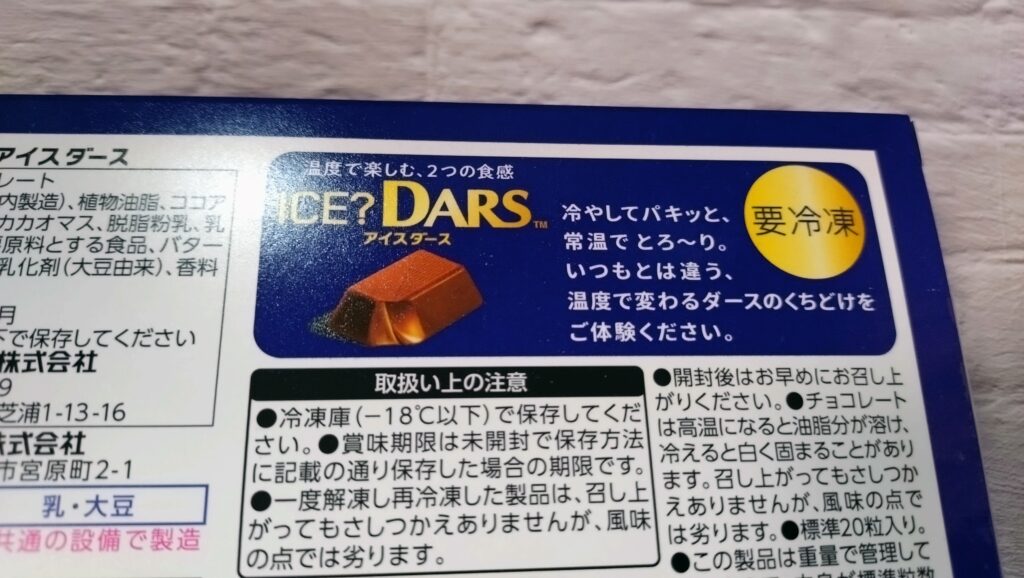 アイスダース
レート
内製造)、植物油脂、ココア
カカオマス、脱脂粉乳、乳
原料とする食品、バター
乳化剤(大豆由来)、香料
月
下で保存してください
株式会社
9
芝浦1-13-16
株式会社
市宮原町2-1
乳・大豆
共通の設備で製造
温度で楽しむ、2つの食感
ICE? DARS™
アイスダース
冷やしてパキッと、
常温でとろ〜り。
いつもとは違う、
温度で変わるダースのくちどけを
ご体験ください。
要冷凍
取扱い上の注意
●冷凍庫(−18℃以下)で保存してくだ
さい。●賞味期限は未開封で保存方法
に記載の通り保存した場合の期限です。
●一度解凍し再冷凍した製品は、召し上
がってもさしつかえありませんが、風味
の点では劣ります。
●開封後はお早めにお召し上
がりください。●チョコレート
は高温になると油脂分が溶け、
冷えると白く固まることがあり
ます。召し上がってもさしつか
えありませんが、風味の点で
は劣ります。●標準20粒入り。
●この製品は重量で管理して
が標準粒数